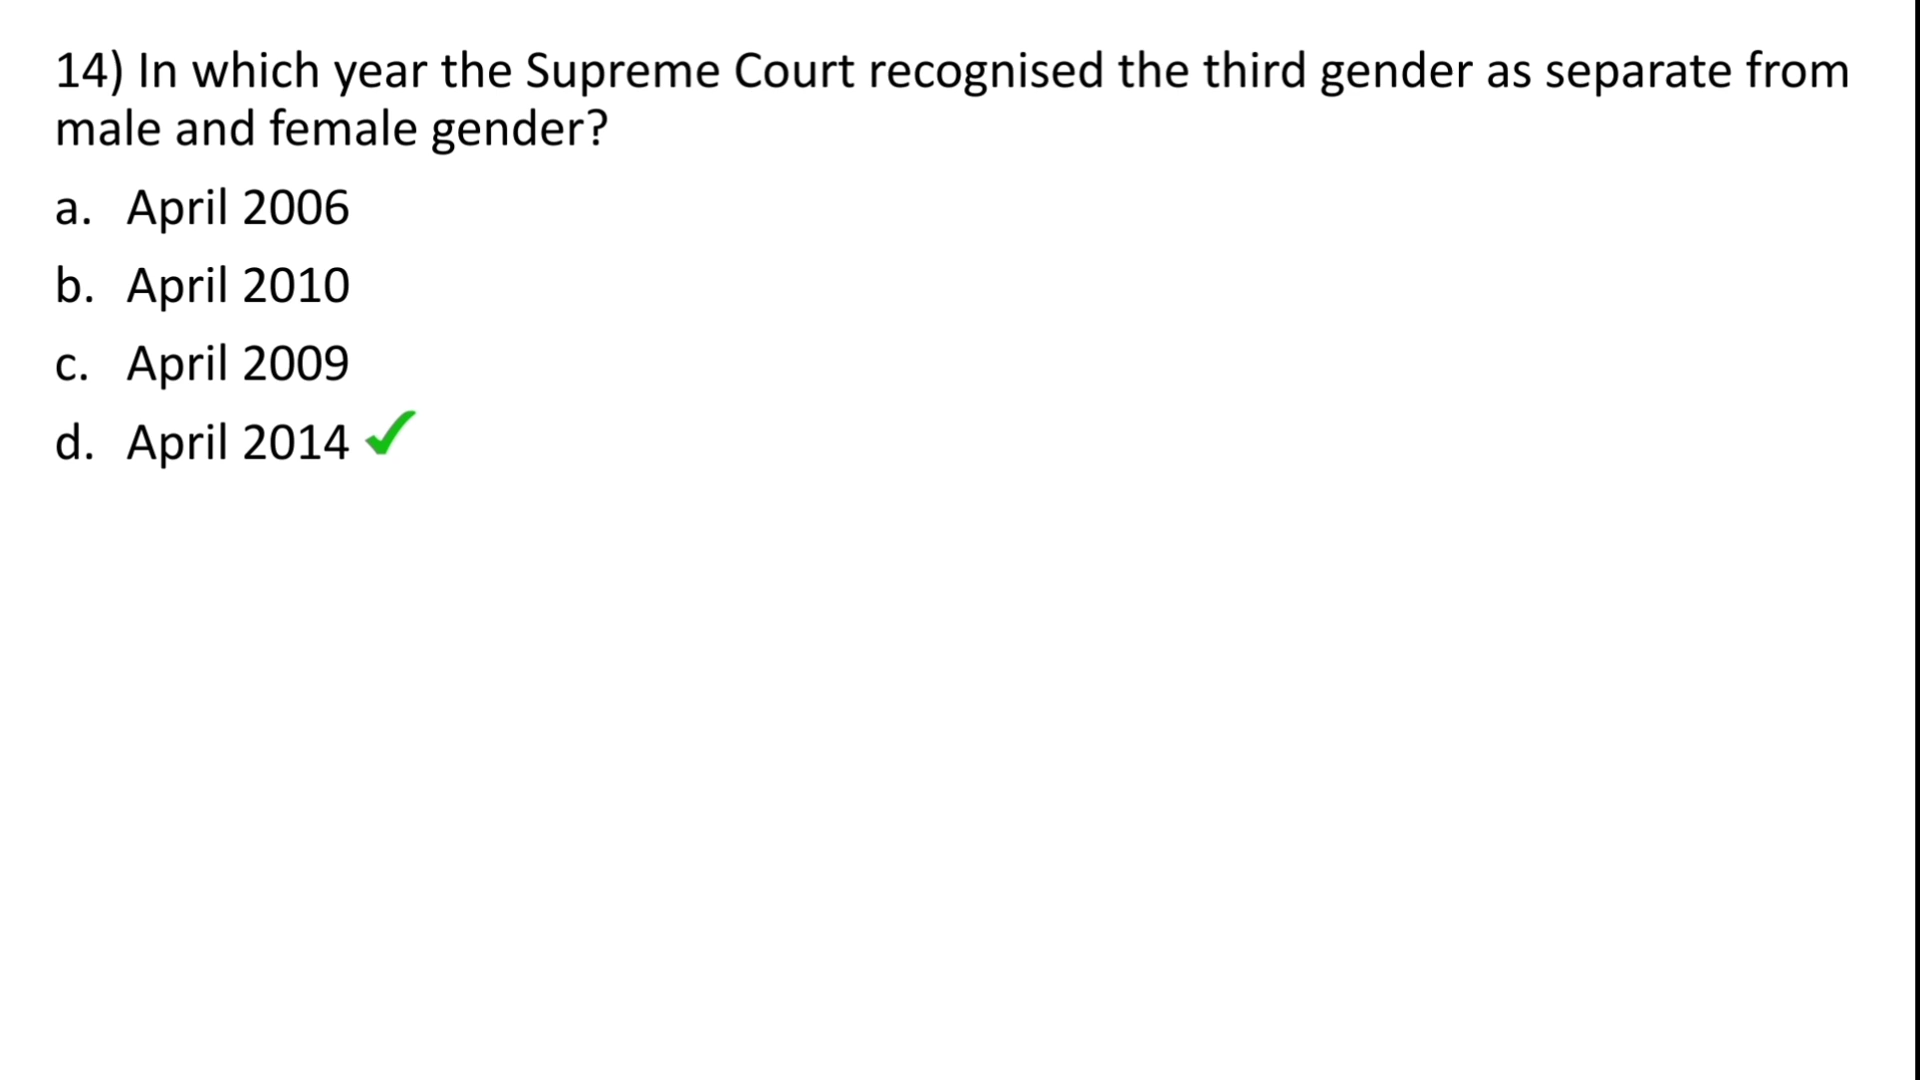 14) In which year the Supreme Court recognised the third gender as separate from
male and female gender?
a. April 2006
b. April 2010
c. April 2009
d. April 2014